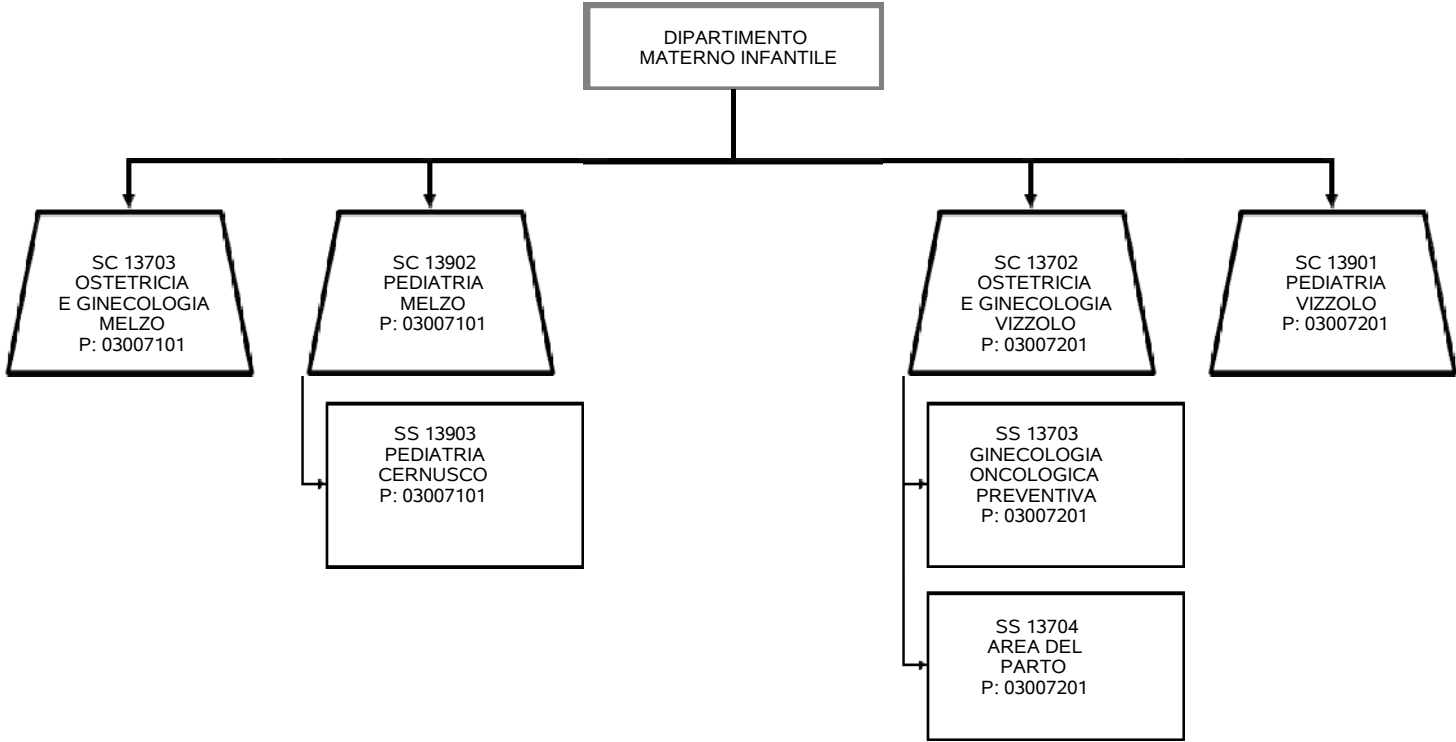 DIPARTIMENTO
MATERNO INFANTILE
SC 13703
OSTETRICIA
E GINECOLOGIA
MELZO
P: 03007101
SC 13902
PEDIATRIA
MELZO
P: 03007101
SC 13702
OSTETRICIA
E GINECOLOGIA
VIZZOLO
P: 03007201
SC 13901
PEDIATRIA
VIZZOLO
P: 03007201
SS 13903
PEDIATRIA
CERNUSCO
P: 03007101
SS 13703
GINECOLOGIA
ONCOLOGICA
PREVENTIVA
P: 03007201
SS 13704
AREA DEL
PARTO
P: 03007201